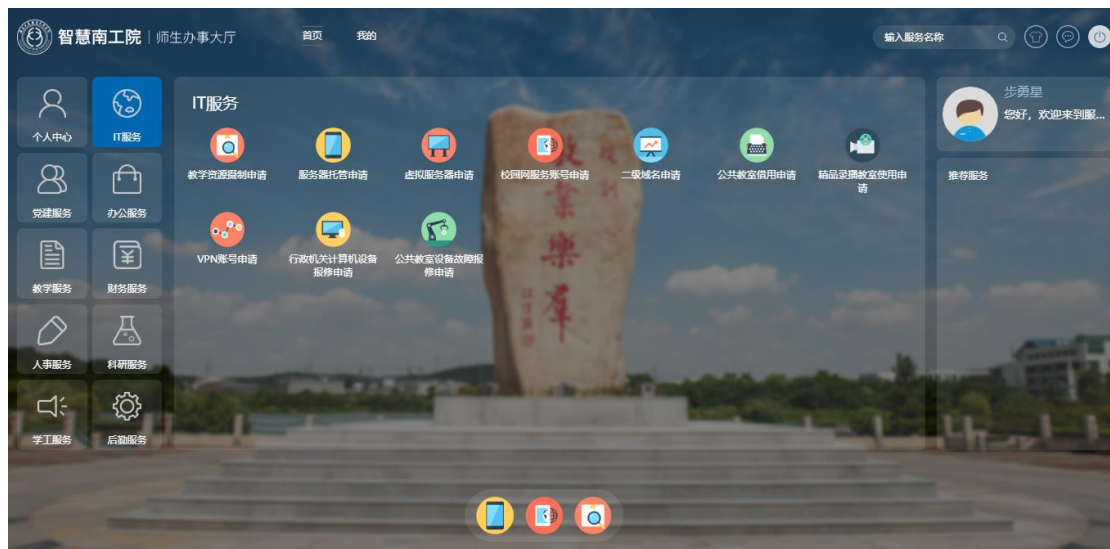 智慧南工院 | 师生办事大厅
首页
我的
输入服务名称
个人中心
IT服务
党建服务
办公服务
教学服务
财务服务
人事服务
科研服务
学工服务
后勤服务
IT服务
教学资源摄制申请
服务器托管申请
虚拟服务器申请
校园网服务账号申请
二级域名申请
公共教室借用申请
精品录播教室使用申
请
VPN账号申请
行政机关计算机设备
报修申请
公共教室设备故障报
修申请
步勇星
您好，欢迎来到服...
推荐服务
敬業樂羣